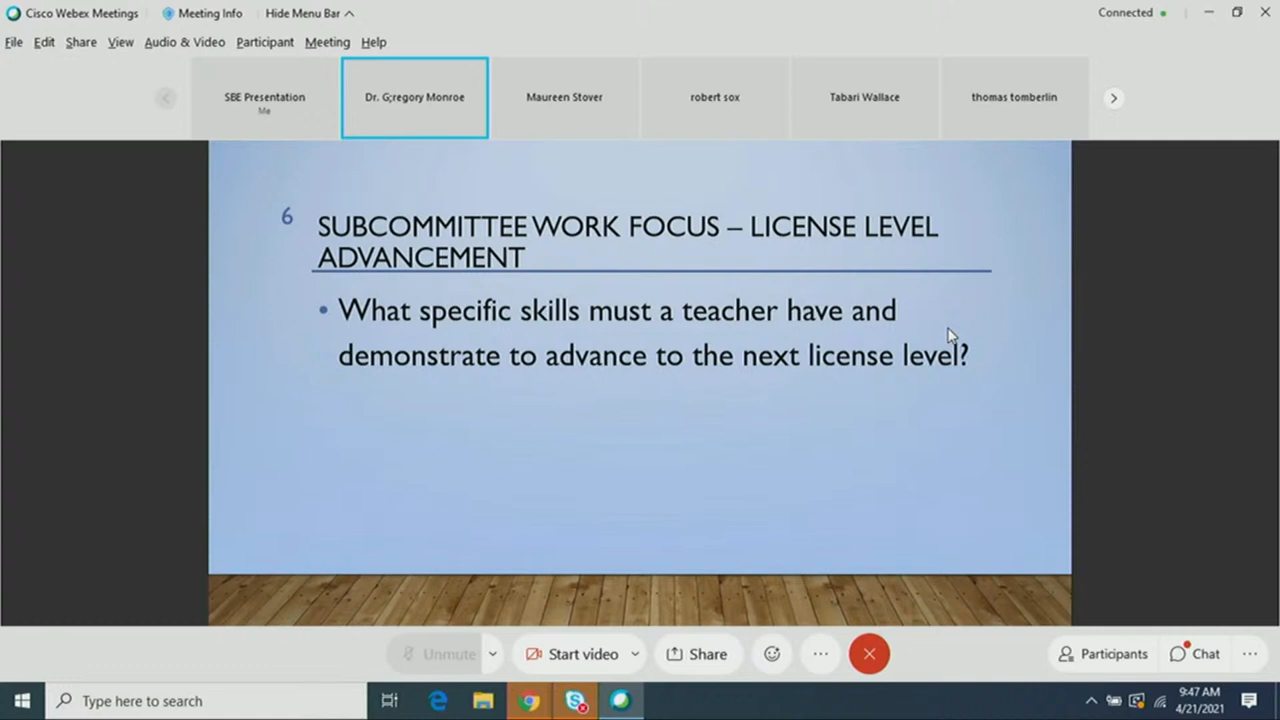 Cisco Webex Meetings
Meeting Info
Hide Menu Bar
Connected
File Edit Share View Audio & Video Participant Meeting Help
SBE Presentation
Me
Dr. G;regory Monroe
Maureen Stover
robert sox
Tabari Wallace
thomas tomberlin
6
SUBCOMMITTEE WORK FOCUS – LICENSE LEVEL
ADVANCEMENT
• What specific skills must a teacher have and
demonstrate to advance to the next license level?
Unmute
Start video
Share
Participants
Chat
Type here to search
9:47 AM
4/21/2021